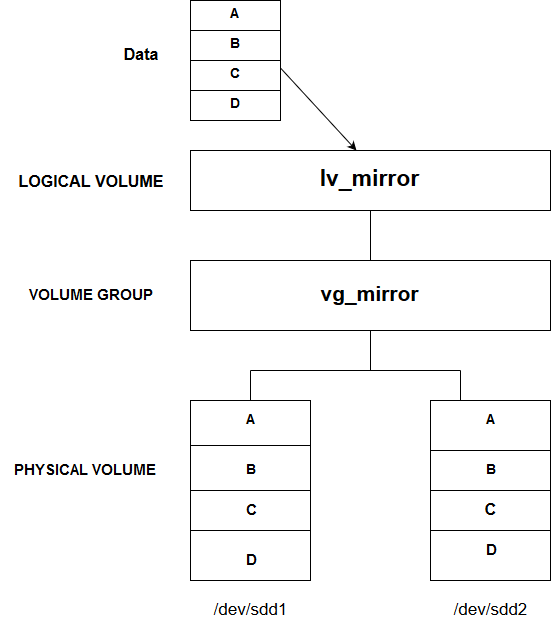 A
Data
B
C
D
LOGICAL VOLUME
lv_mirror
VOLUME GROUP
vg_mirror
A
A
PHYSICAL VOLUME
B
B
C
C
D
D
/dev/sdd1
/dev/sdd2